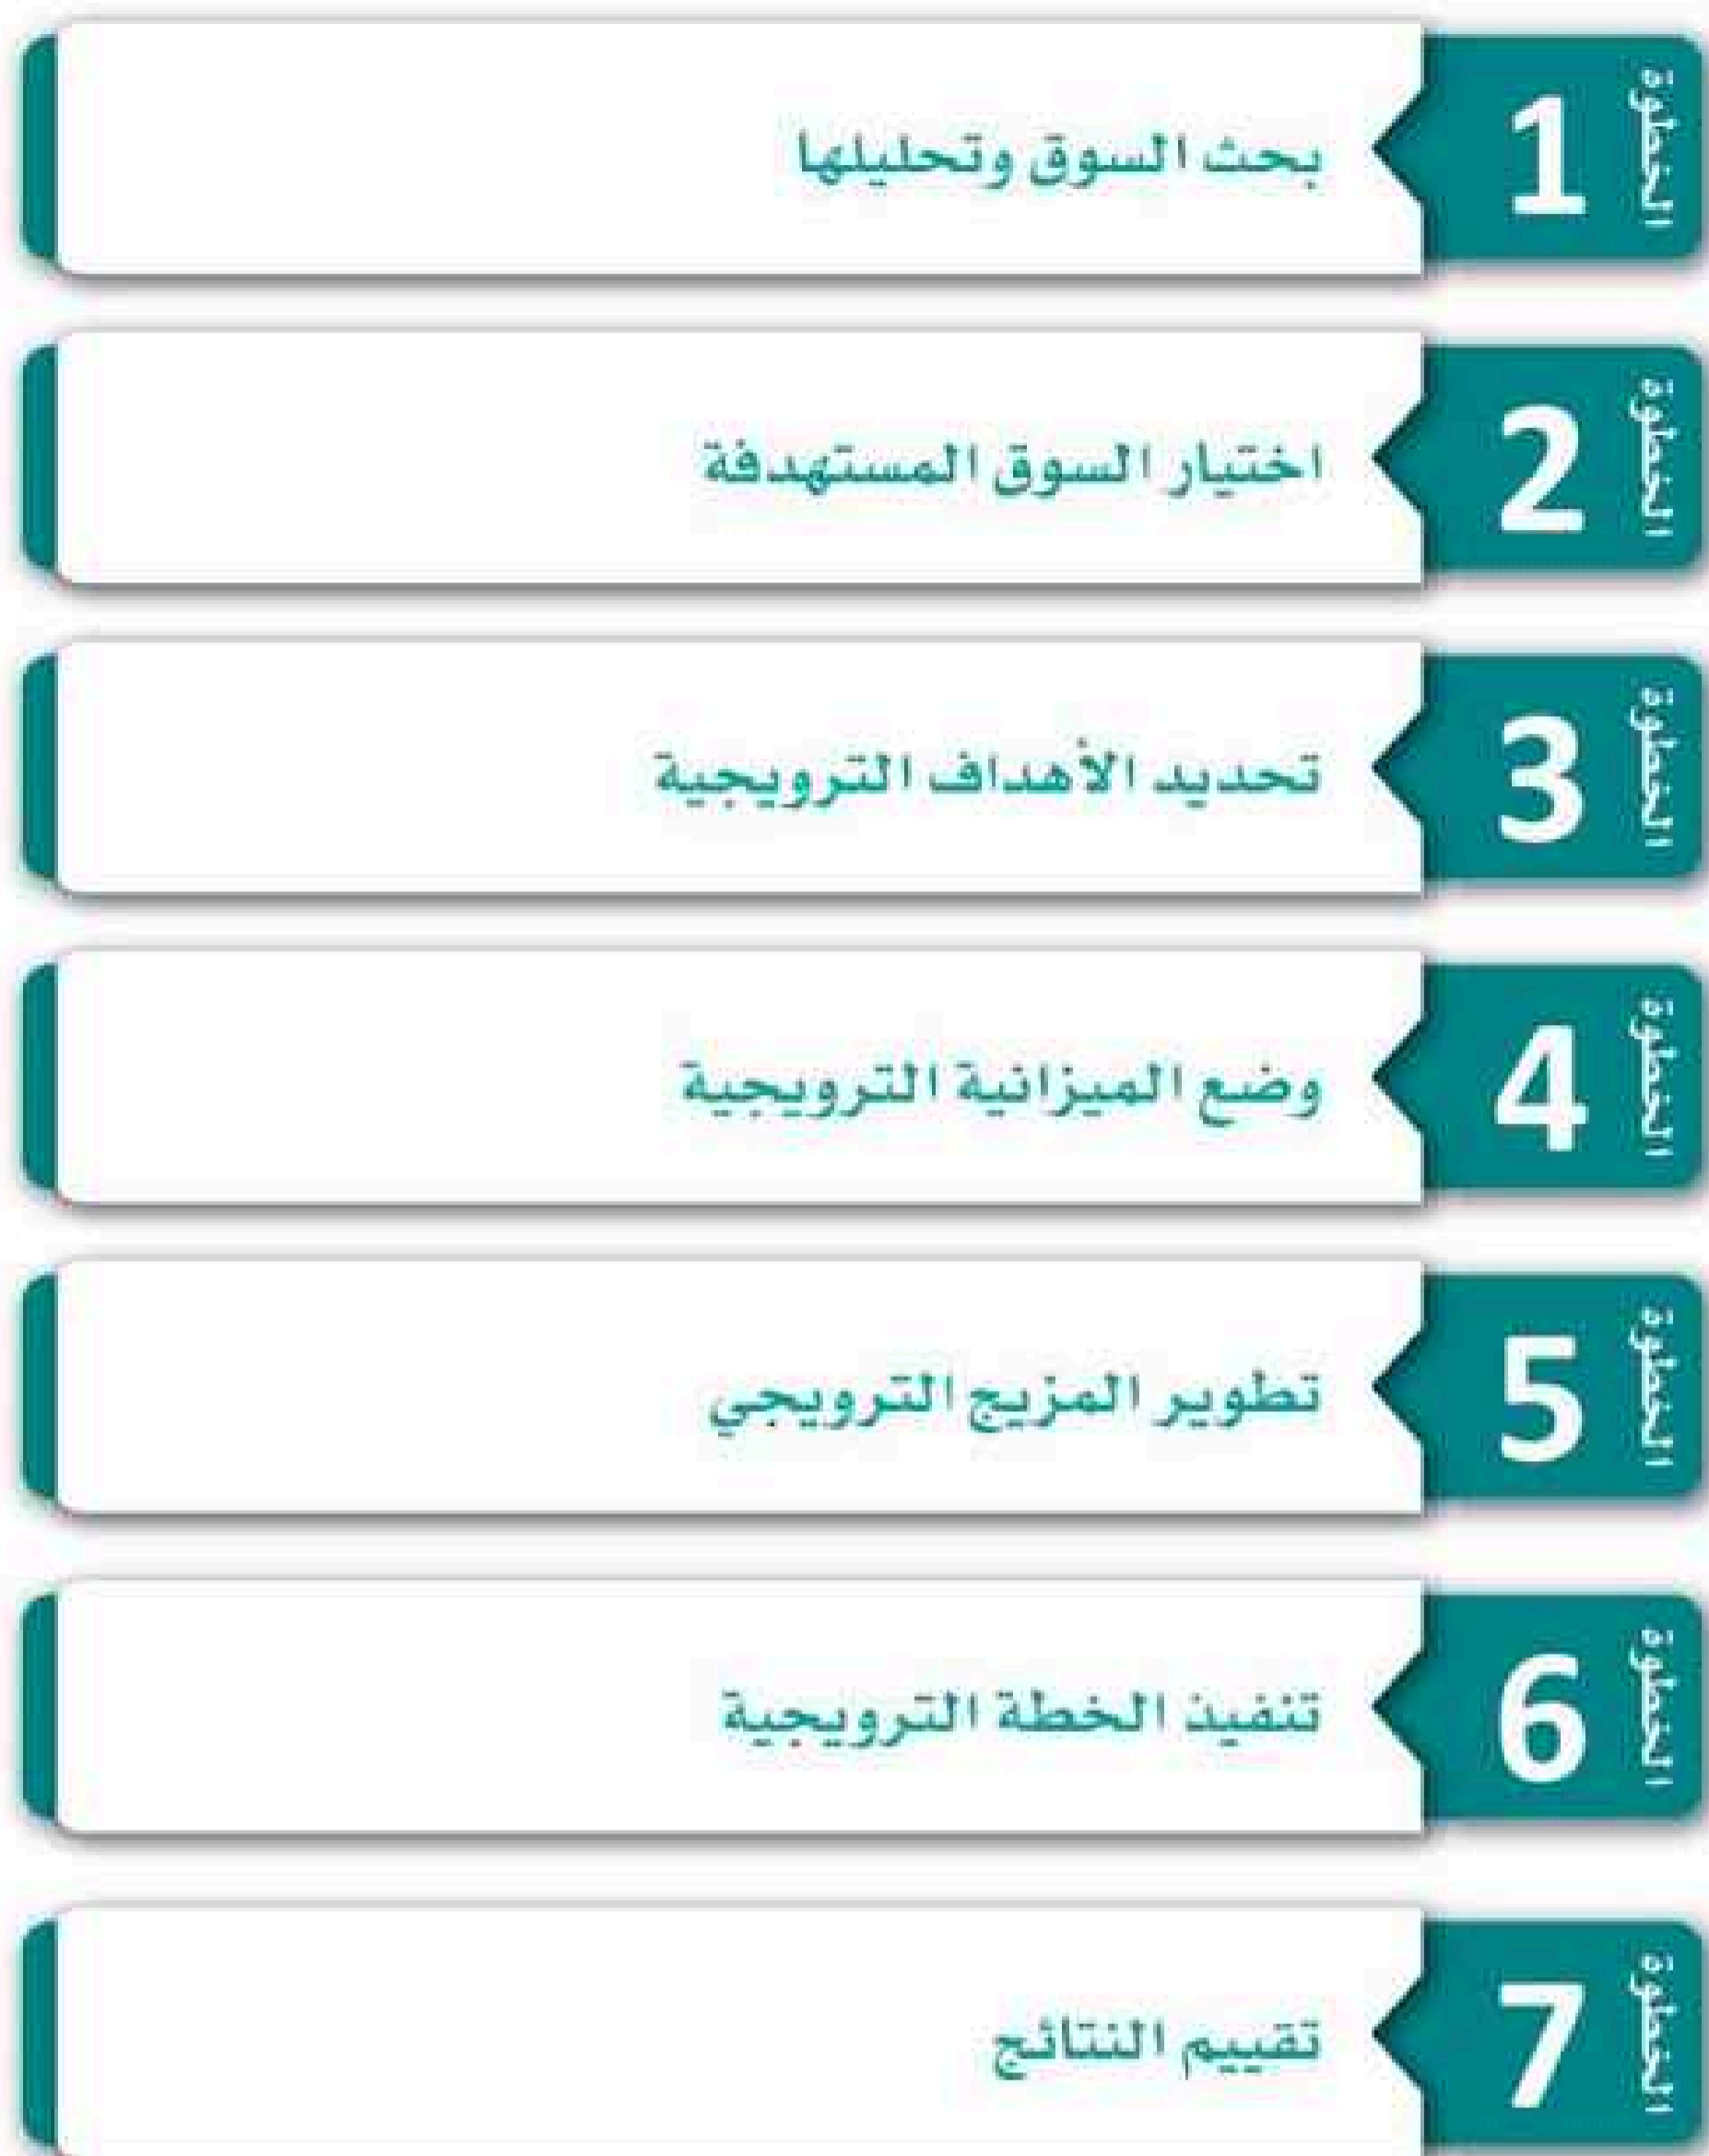 الخطوة 1
بحث السوق وتحليلها
الخطوة 2
اختيار السوق المستهدفة
الخطوة 3
تحديد الأهداف الترويجية
الخطوة 4
وضع الميزانية الترويجية
الخطوة 5
تطوير المزيج الترويجي
الخطوة 6
تنفيذ الخطة الترويجية
الخطوة 7
تقييم النتائج